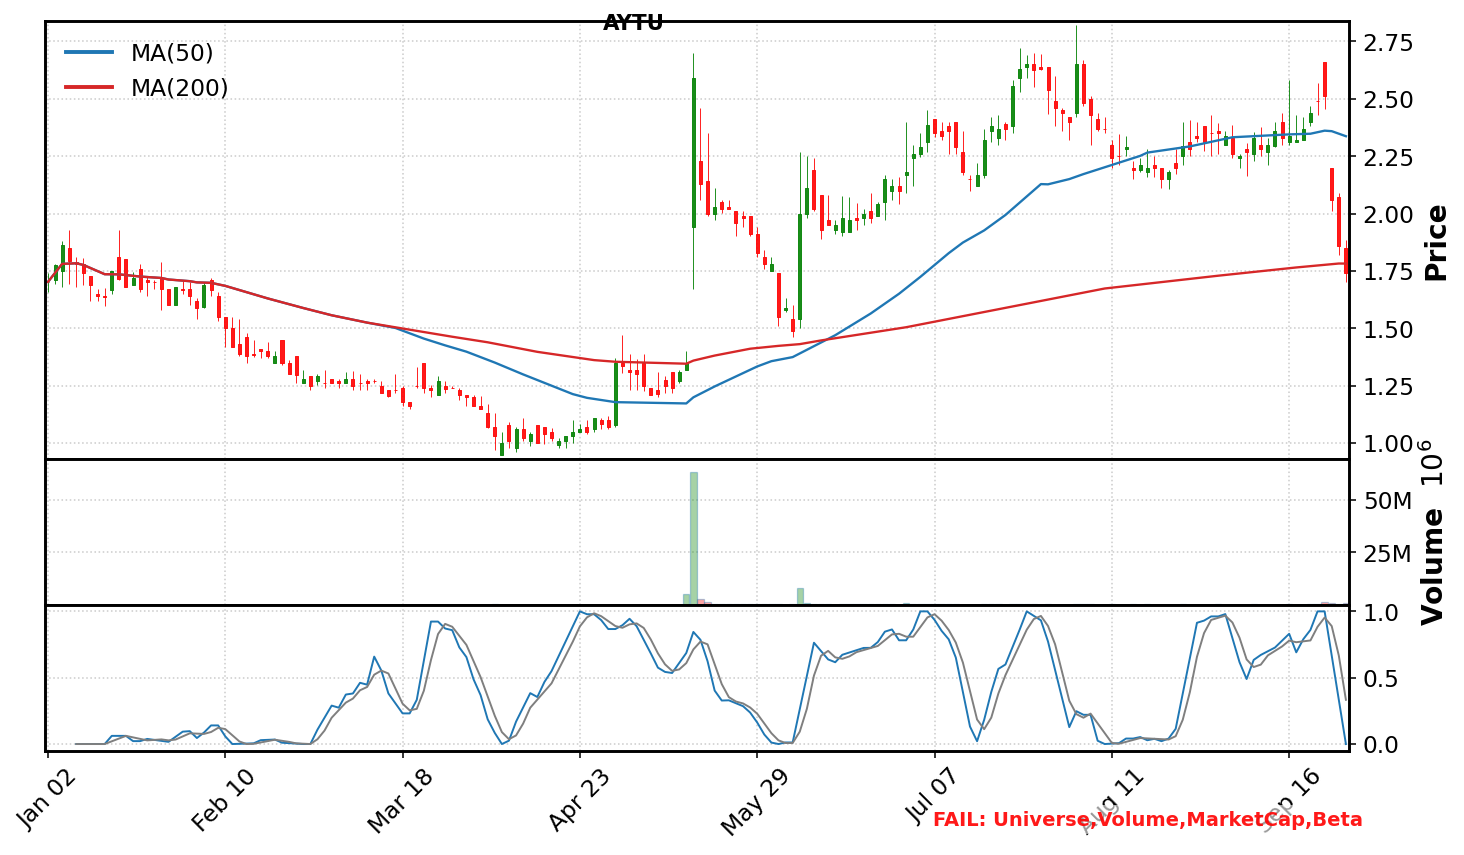 AYTU
MA(50)
MA(200)
2.75
2.50
2.25
2.00
1.75
1.50
1.25
1.00
Price
10^6
50M
25M
Volume
1.0
0.5
0.0
Jan 02
Feb 10
Mar 18
Apr 23
May 29
Jul 07
Aug 11
Sep 16
FAIL: Universe,Volume,MarketCap,Beta